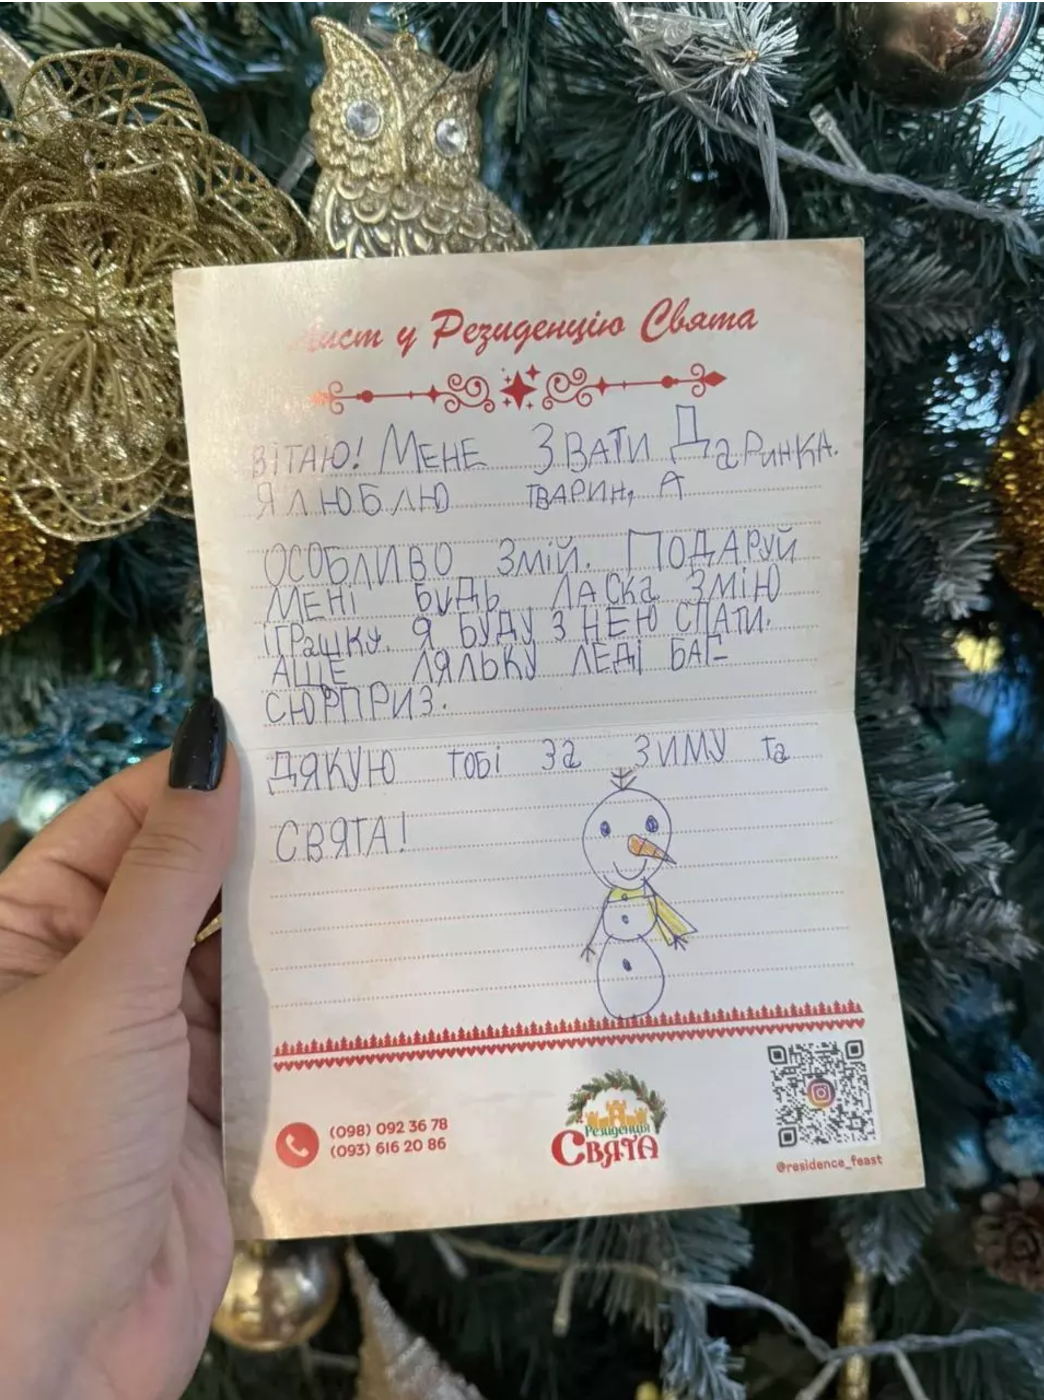 Лист у Резиденцію Свята
ВІТАЮ! МЕНЕ ЗВАТИ ДаРИНКА.
Я ЛЮБЛЮ ТВАРИН, А
ОСОБЛИВО ЗМІЙ. ПОДАРУЙ
МЕНІ БУДЬ ЛАСКа ЗМІЮ
ІГРаШКУ. Я БУДУ З НЕЮ СПАТИ.
АЩЕ ЛЯЛЬКУ ЛЕДІ БАГ-
СЮРПРИЗ.
ДЯКУЮ тОБІ За ЗИМУ та
СВЯТА!
(098) 092 36 78
(093) 616 20 86
Резиденція
СВЯТА
@residence_feast